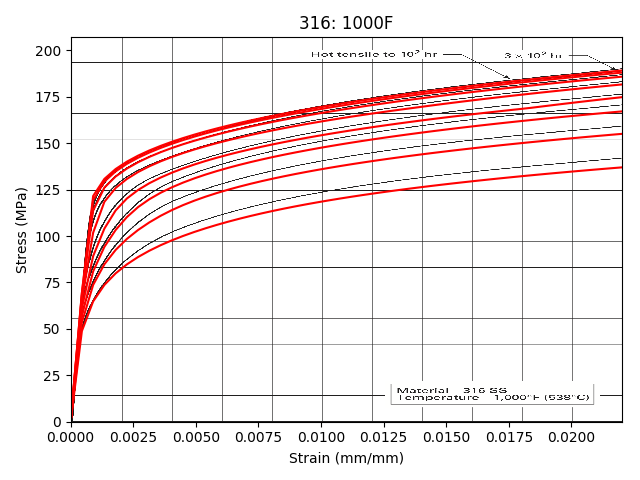 316: 1000F
Hot tensile to 10² hr
3 × 10² hr
200
175
150
125
100
75
50
25
0
Stress (MPa)
Material 316 SS
Temperature 1,000°F (538°C)
0.0000 0.0025 0.0050 0.0075 0.0100 0.0125 0.0150 0.0175 0.0200
Strain (mm/mm)